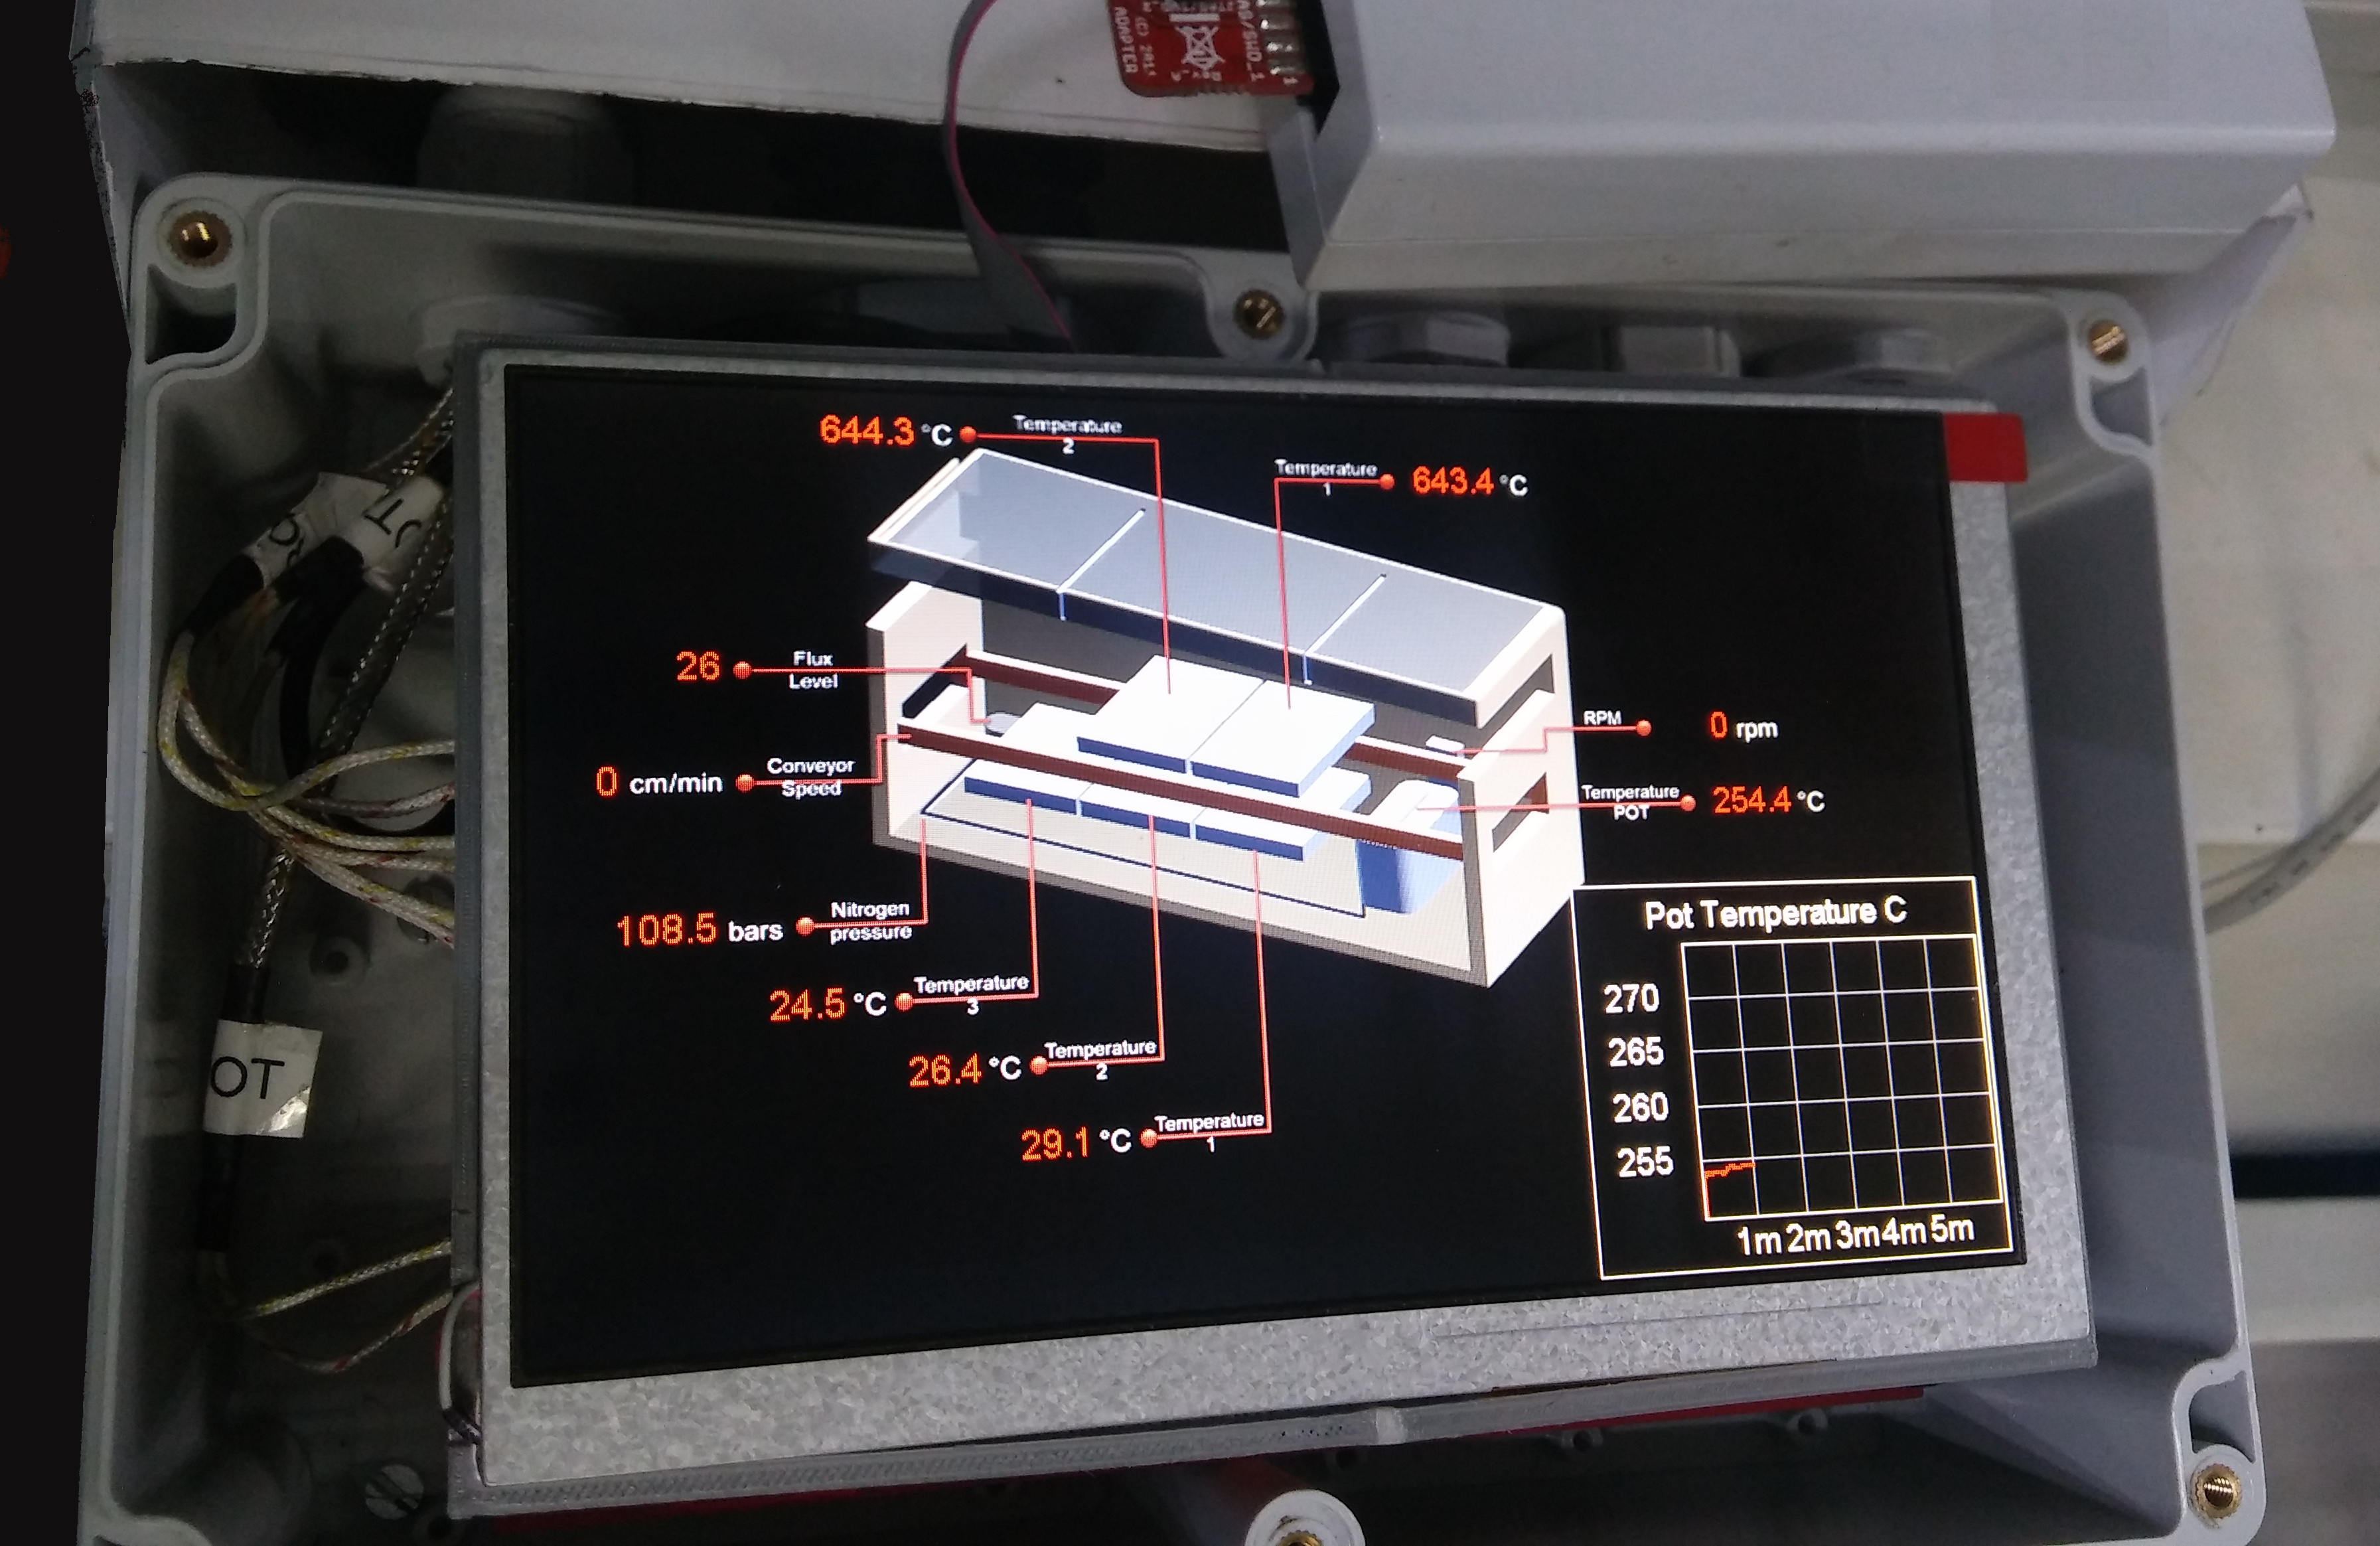 ADAPTER
(C)
644.3 °C
Temperature
2
Temperature
1
643.4 °C
26
Flux
Level
RPM
0 rpm
0 cm/min
Conveyor
Speed
Temperature
POT
254.4 °C
108.5 bars
Nitrogen
pressure
24.5 °C
Temperature
3
26.4 °C
Temperature
2
29.1 °C
Temperature
1
Pot Temperature C
270
265
260
255
1m 2m 3m 4m 5m
OT